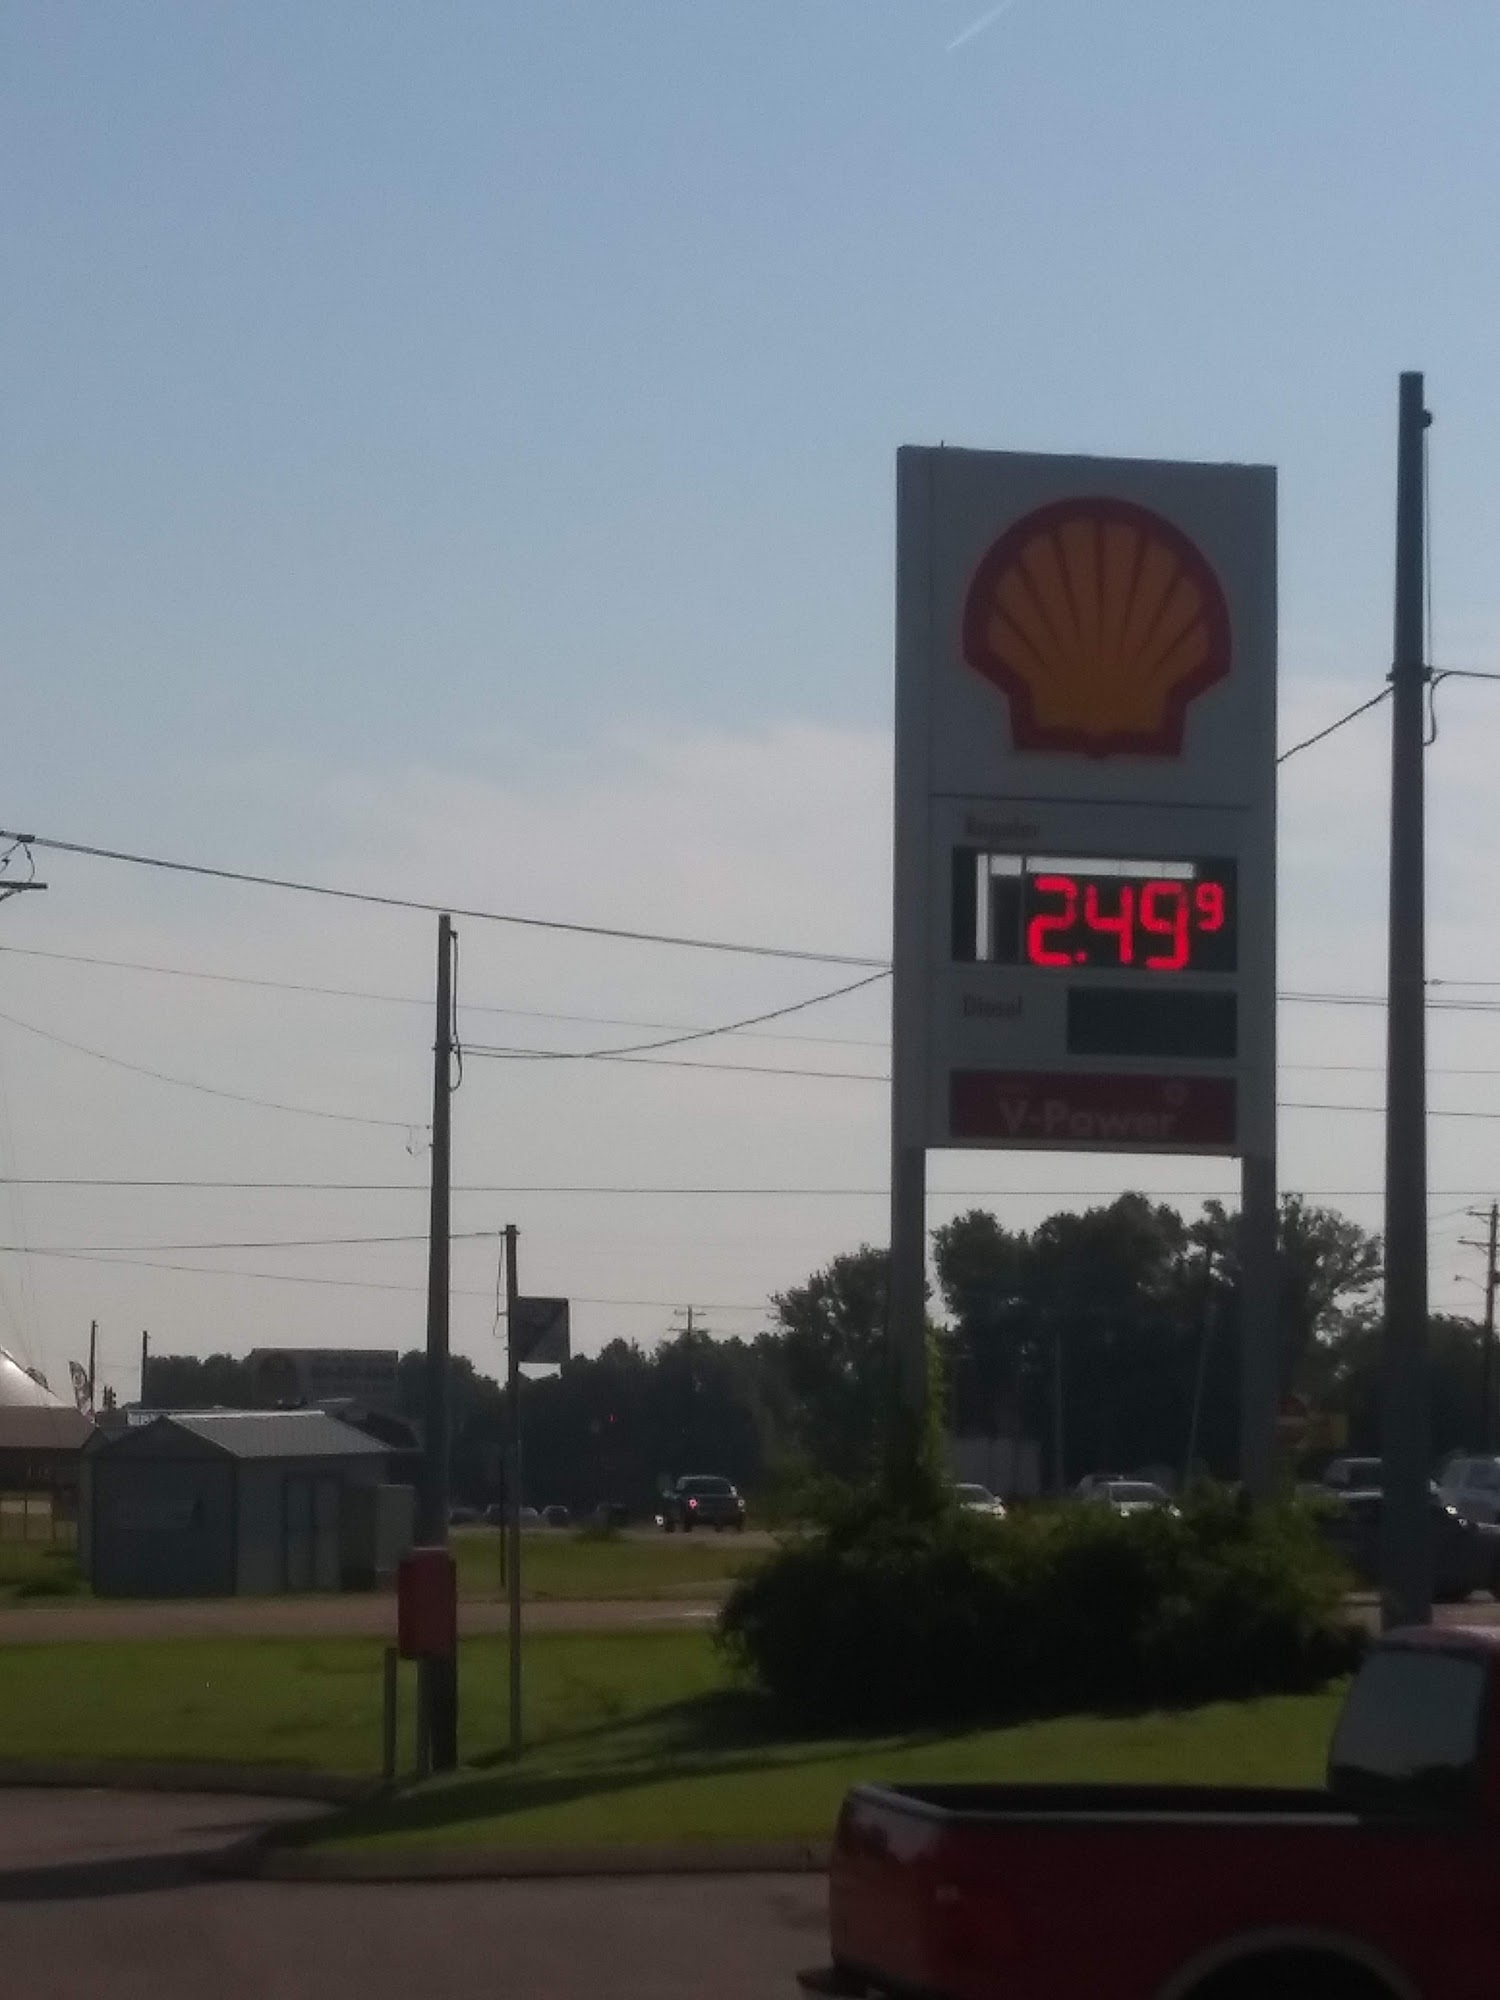 Regular
2.49 9
Diesel
V-Power